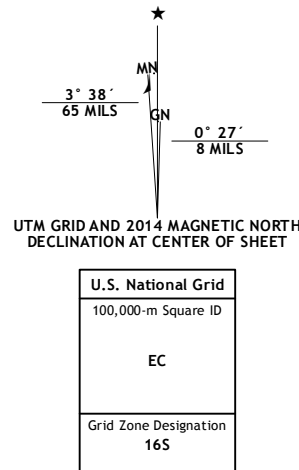 MN
3° 38´
65 MILS
GN
0° 27´
8 MILS
UTM GRID AND 2014 MAGNETIC NORTH
DECLINATION AT CENTER OF SHEET
U.S. National Grid
100,000-m Square ID
EC
Grid Zone Designation
16S